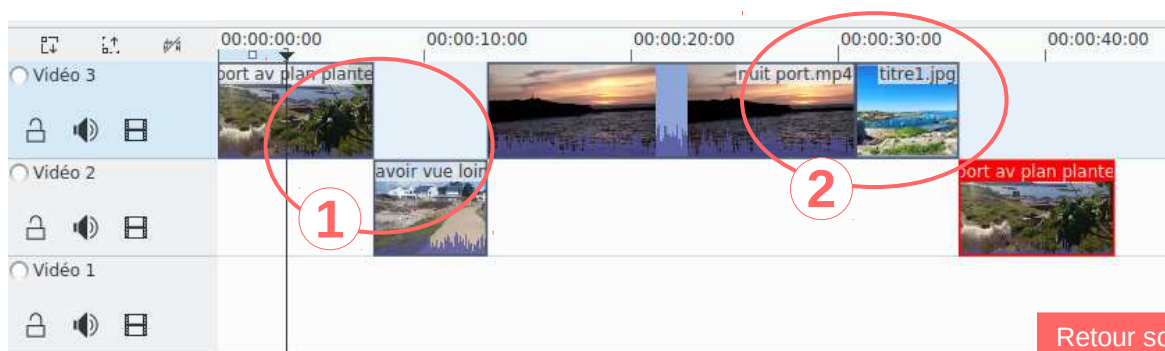 00:00:00:00 00:00:10:00 00:00:20:00 00:00:30:00 00:00:40:00
Vidéo 3
port av plan plante
nuit port.mp4
titre1.jpg
Vidéo 2
avoir vue loin
port av plan plante
1
2
Vidéo 1
Retour so